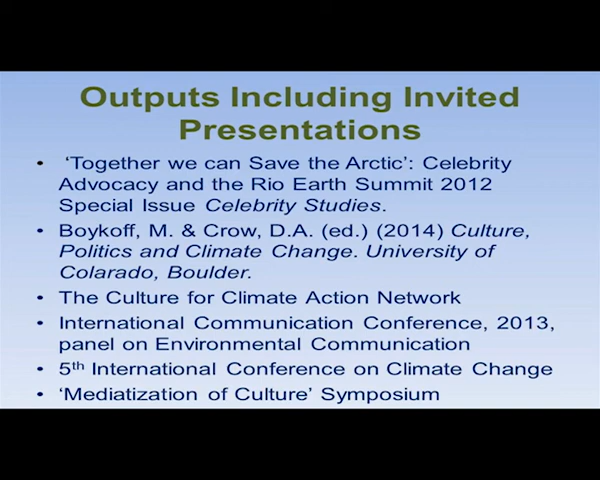 Outputs Including Invited
Presentations
• ‘Together we can Save the Arctic’: Celebrity
Advocacy and the Rio Earth Summit 2012
Special Issue Celebrity Studies.
• Boykoff, M. & Crow, D.A. (ed.) (2014) Culture,
Politics and Climate Change. University of
Colarado, Boulder.
• The Culture for Climate Action Network
• International Communication Conference, 2013,
panel on Environmental Communication
• 5th International Conference on Climate Change
• ‘Mediatization of Culture’ Symposium